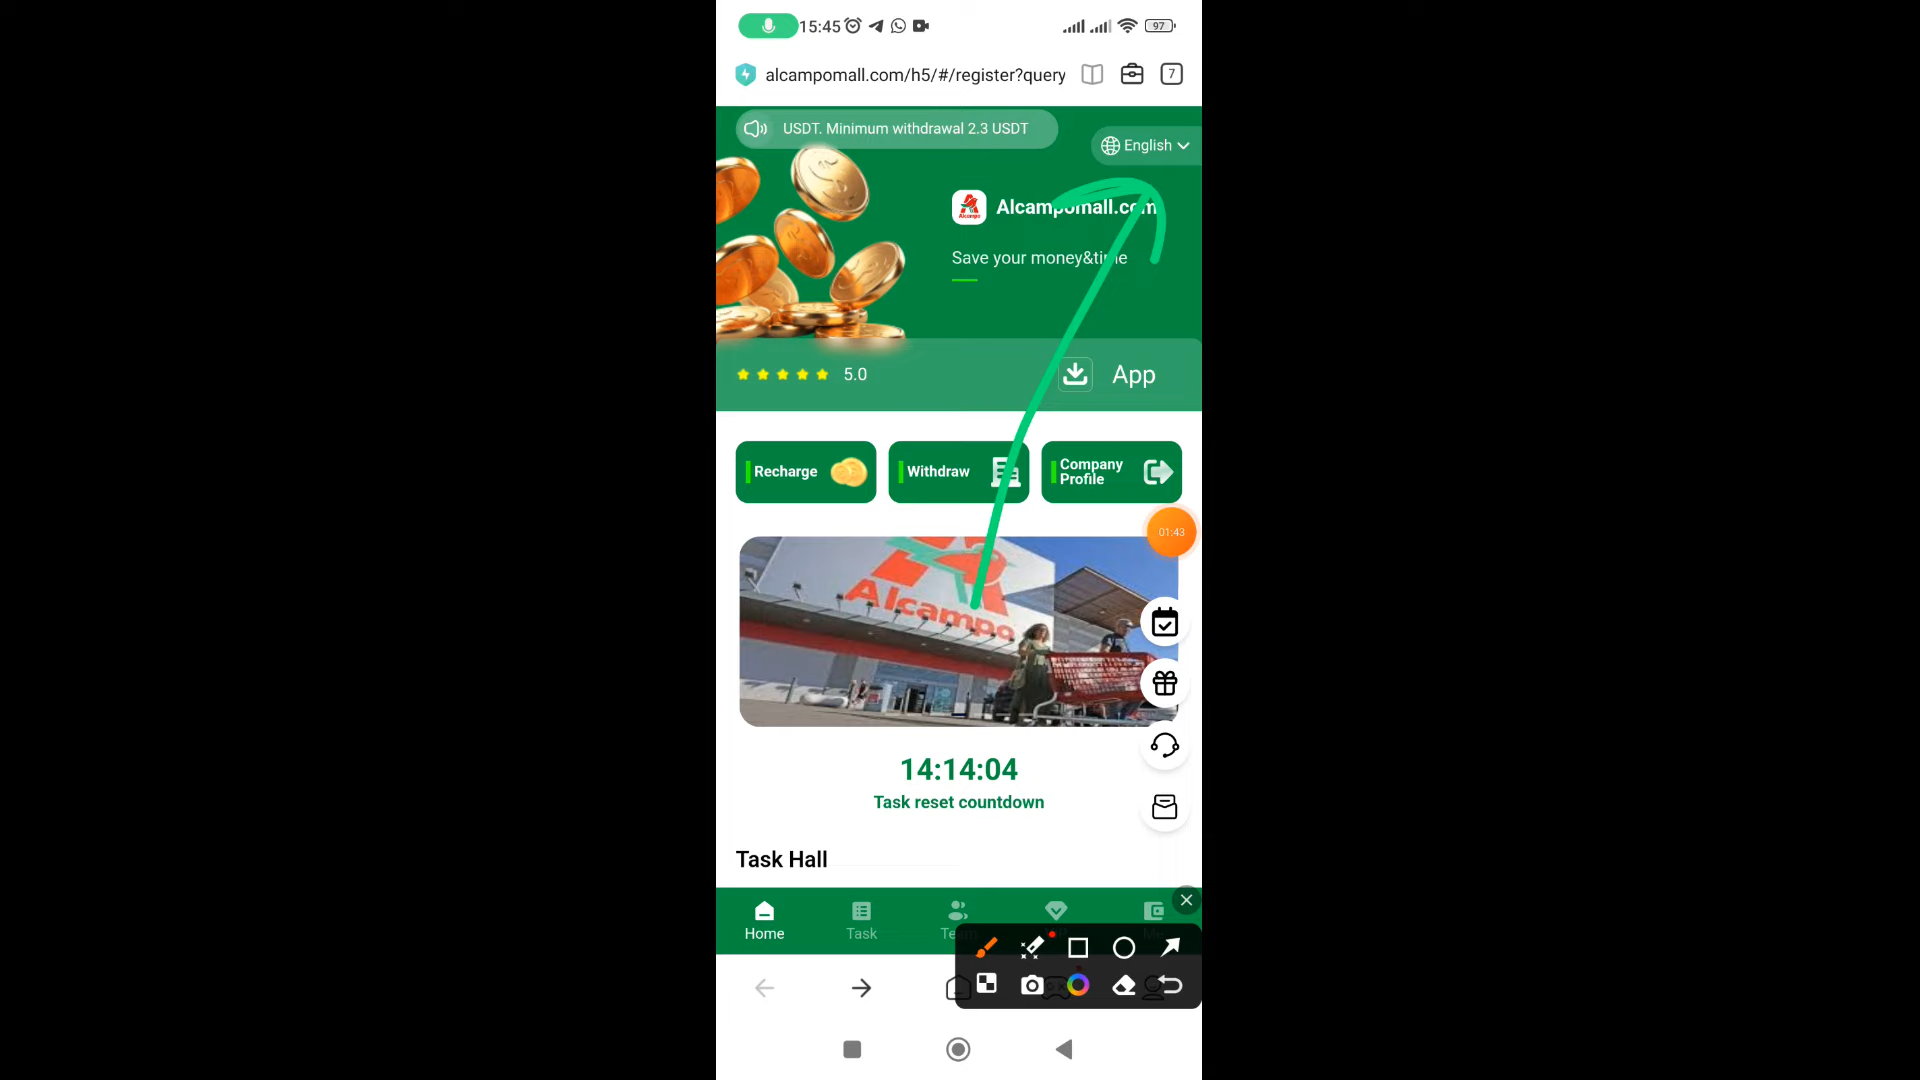 15:45
97
alcampomall.com/h5/#/register?query
7
USDT. Minimum withdrawal 2.3 USDT
English
Alcampo
Alcampomall.com
Save your money&time
5.0
App
Recharge
Withdraw
Company
Profile
01:43
Alcampo
14:14:04
Task reset countdown
Task Hall
Home
Task